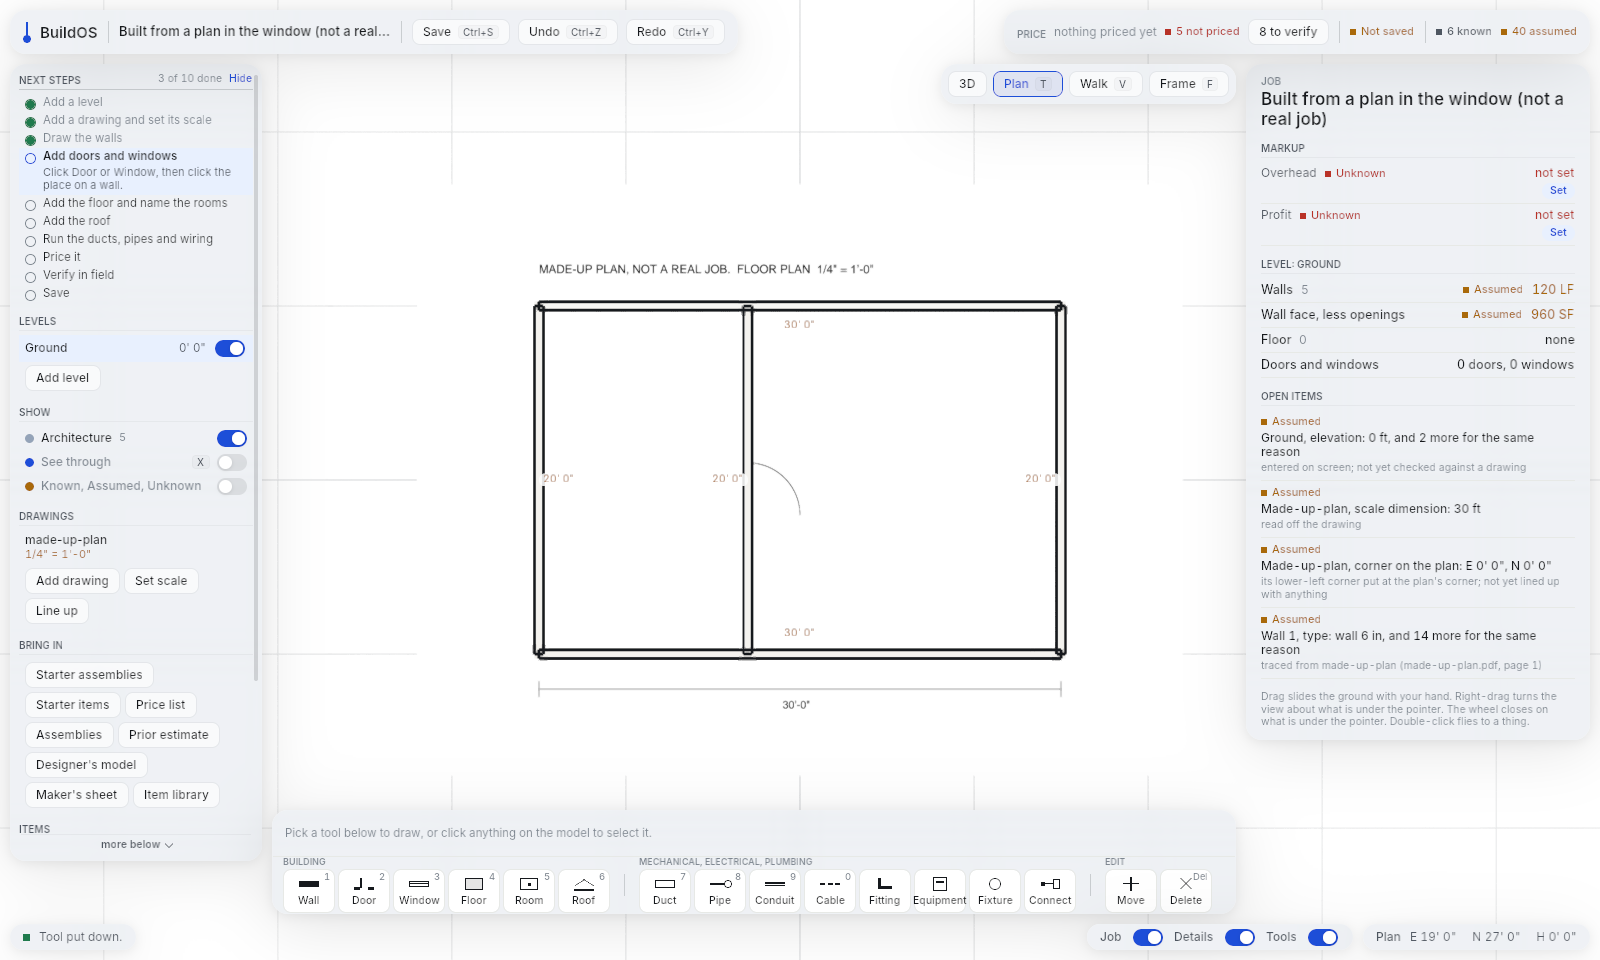 BuildOS
Built from a plan in the window (not a real...
Save Ctrl+S
Undo Ctrl+Z
Redo Ctrl+Y
PRICE nothing priced yet 5 not priced 8 to verify Not saved 6 known 40 assumed
3D
Plan T
Walk V
Frame F
NEXT STEPS 3 of 10 done Hide
Add a level
Add a drawing and set its scale
Draw the walls
Add doors and windows
Click Door or Window, then click the
place on a wall.
Add the floor and name the rooms
Add the roof
Run the ducts, pipes and wiring
Price it
Verify in field
Save
LEVELS
Ground 0' 0"
Add level
SHOW
Architecture 5
See through X
Known, Assumed, Unknown
DRAWINGS
made-up-plan
1/4" = 1'-0"
Add drawing Set scale
Line up
BRING IN
Starter assemblies
Starter items Price list
Assemblies Prior estimate
Designer's model
Maker's sheet Item library
ITEMS
more below
MADE-UP PLAN, NOT A REAL JOB. FLOOR PLAN 1/4" = 1'-0"
30' 0"
20' 0" 20' 0" 20' 0"
30' 0"
30'-0"
JOB
Built from a plan in the window (not a
real job)
MARKUP
Overhead Unknown not set
Set
Profit Unknown not set
Set
LEVEL: GROUND
Walls 5 Assumed 120 LF
Wall face, less openings Assumed 960 SF
Floor 0 none
Doors and windows 0 doors, 0 windows
OPEN ITEMS
Assumed
Ground, elevation: 0 ft, and 2 more for the same
reason
entered on screen; not yet checked against a drawing
Assumed
Made-up-plan, scale dimension: 30 ft
read off the drawing
Assumed
Made-up-plan, corner on the plan: E 0' 0", N 0' 0"
its lower-left corner put at the plan's corner; not yet lined up
with anything
Assumed
Wall 1, type: wall 6 in, and 14 more for the same
reason
traced from made-up-plan (made-up-plan.pdf, page 1)
Drag slides the ground with your hand. Right-drag turns the
view about what is under the pointer. The wheel closes on
what is under the pointer. Double-click flies to a thing.
Pick a tool below to draw, or click anything on the model to select it.
BUILDING MECHANICAL, ELECTRICAL, PLUMBING EDIT
1 2 3 4 5 6 7 8 9 0 Del
Wall Door Window Floor Room Roof Duct Pipe Conduit Cable Fitting Equipment Fixture Connect Move Delete
Tool put down.
Job Details Tools
Plan E 19' 0" N 27' 0" H 0' 0"